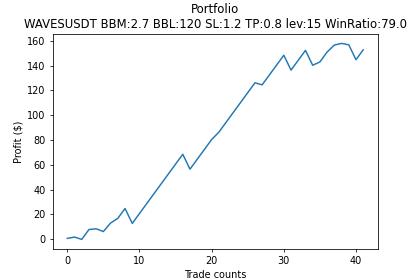 Portfolio
WAVESUSDT BBM:2.7 BBL:120 SL:1.2 TP:0.8 lev:15 WinRatio:79.0
160
140
120
100
80
60
40
20
0
Profit ($)
0 10 20 30 40
Trade counts